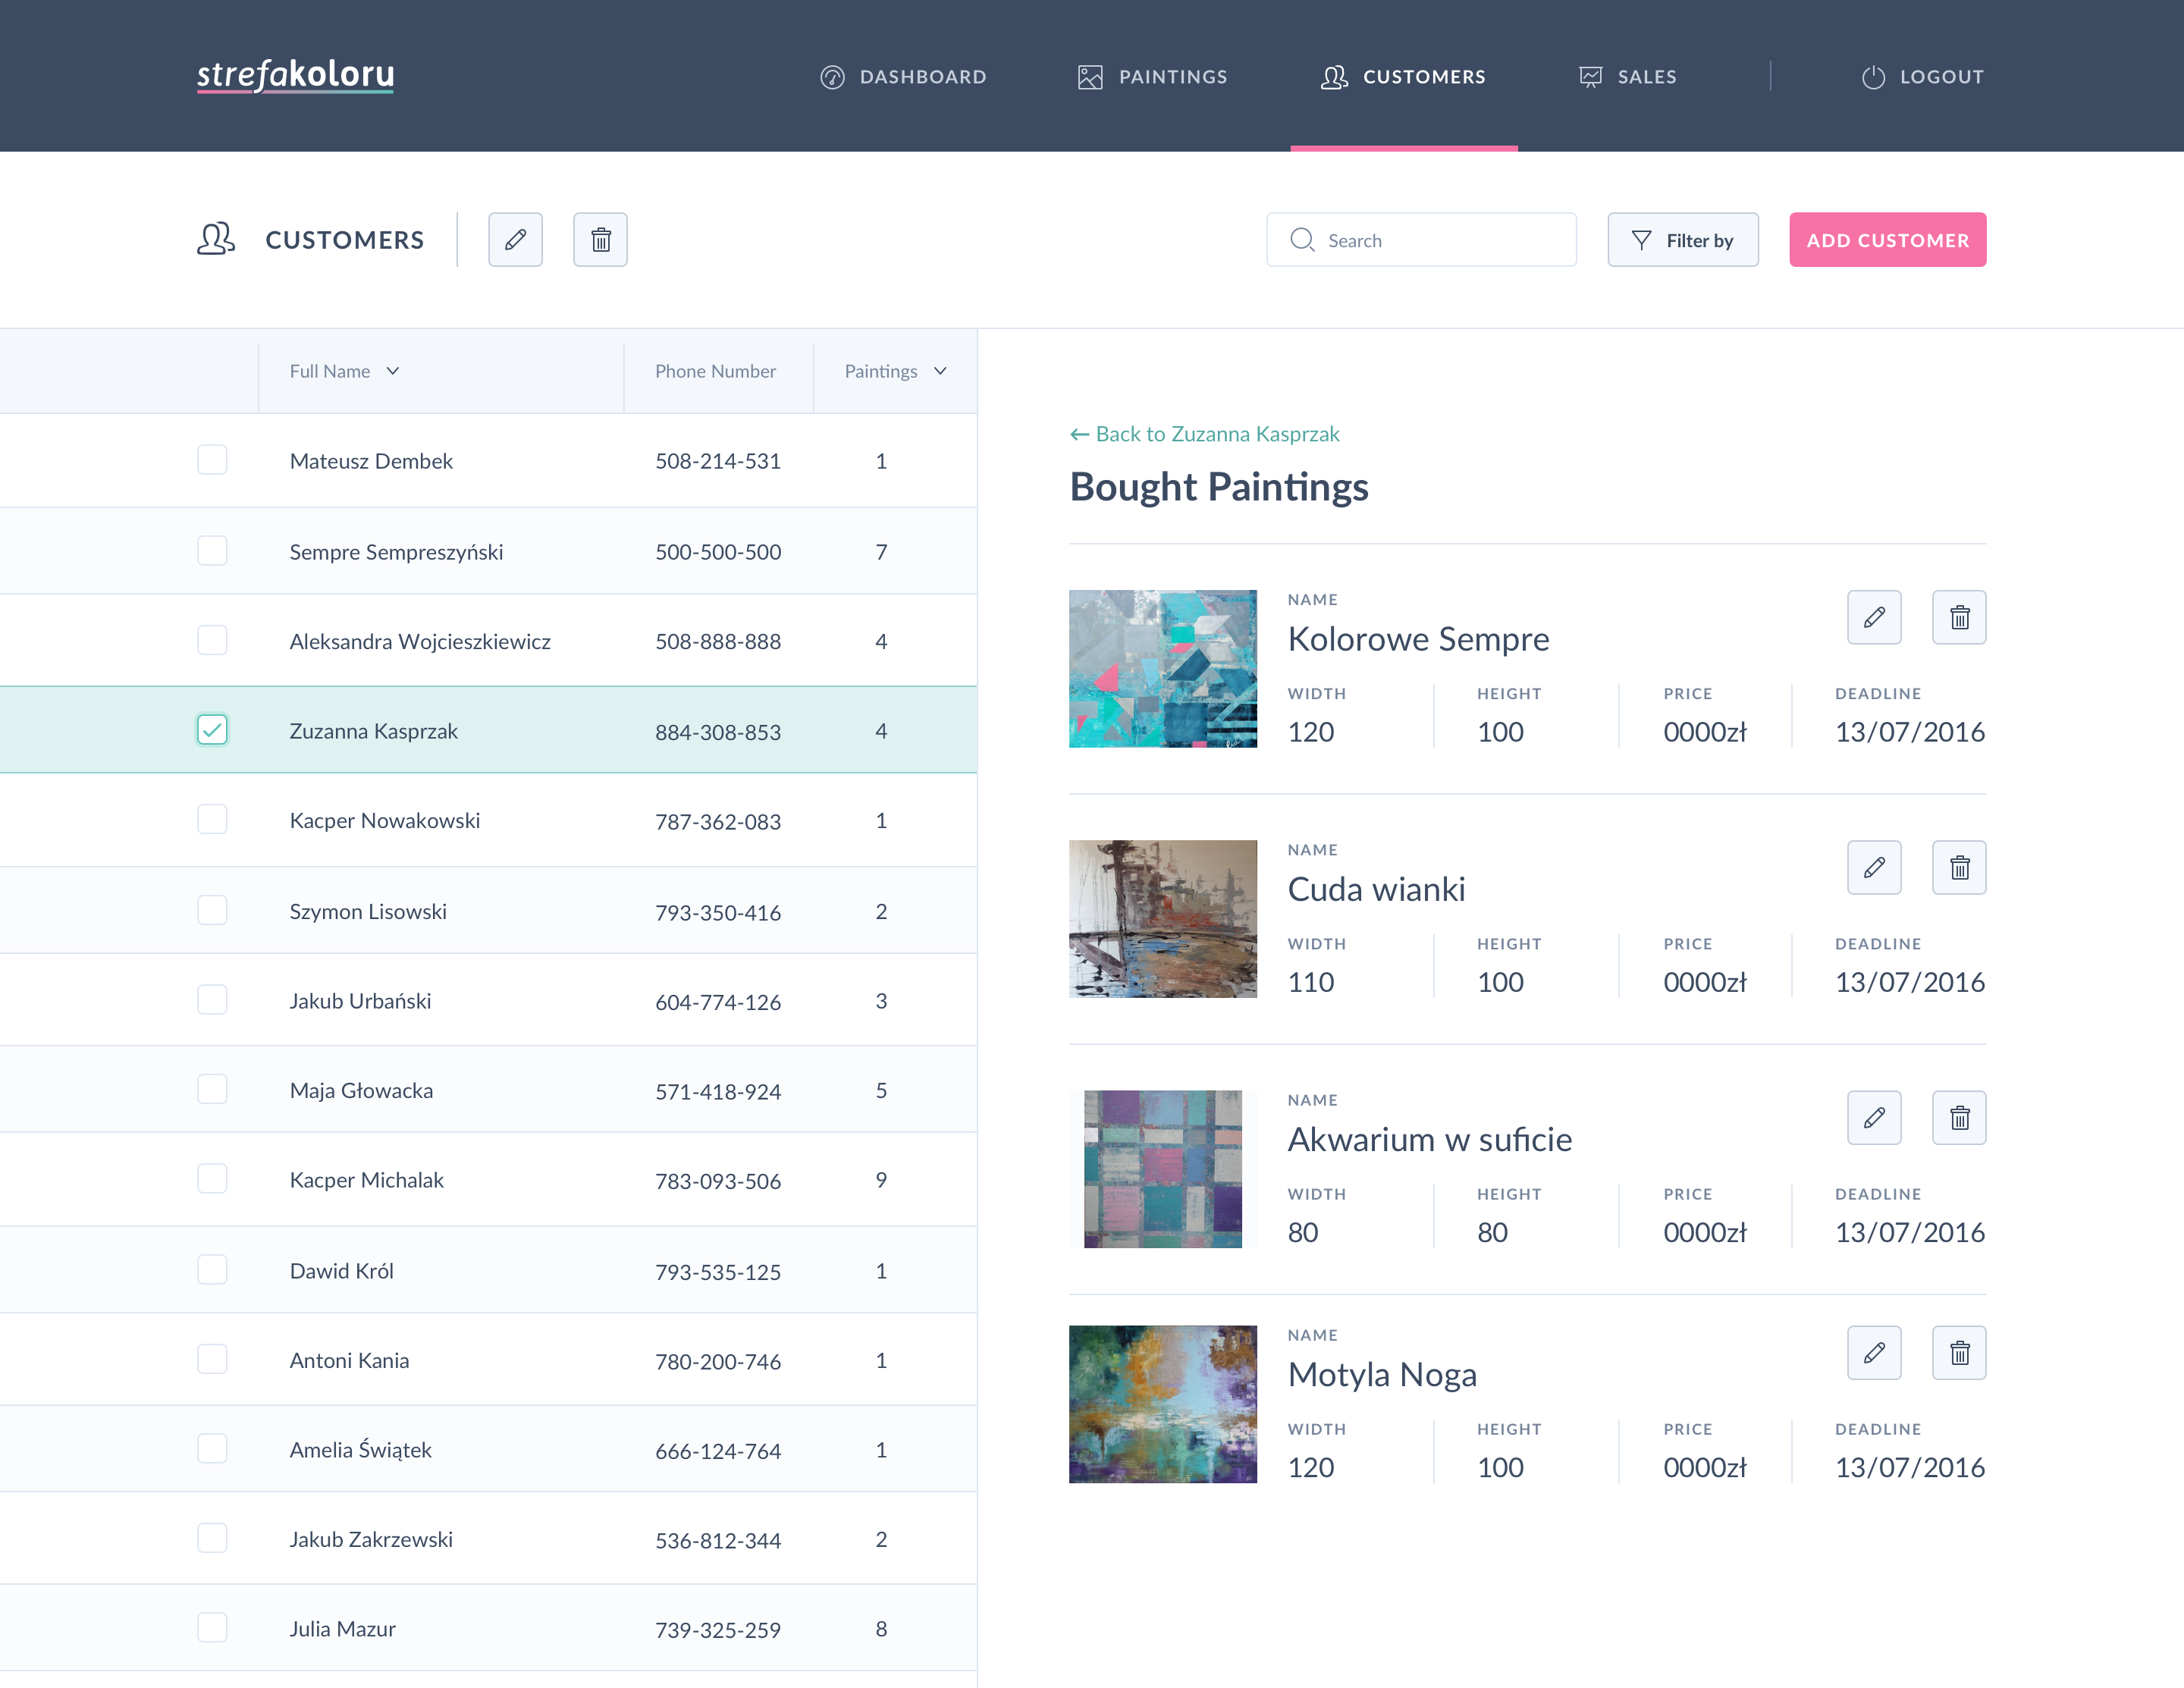 strefakoloru
DASHBOARD PAINTINGS CUSTOMERS SALES LOGOUT
CUSTOMERS Search Filter by ADD CUSTOMER
Full Name Phone Number Paintings
Mateusz Dembek 508-214-531 1
Sempre Sempreszyński 500-500-500 7
Aleksandra Wojcieszkiewicz 508-888-888 4
Zuzanna Kasprzak 884-308-853 4
Kacper Nowakowski 787-362-083 1
Szymon Lisowski 793-350-416 2
Jakub Urbański 604-774-126 3
Maja Głowacka 571-418-924 5
Kacper Michalak 783-093-506 9
Dawid Król 793-535-125 1
Antoni Kania 780-200-746 1
Amelia Świątek 666-124-764 1
Jakub Zakrzewski 536-812-344 2
Julia Mazur 739-325-259 8
← Back to Zuzanna Kasprzak
Bought Paintings
NAME
Kolorowe Sempre
WIDTH HEIGHT PRICE DEADLINE
120 100 0000zł 13/07/2016
NAME
Cuda wianki
WIDTH HEIGHT PRICE DEADLINE
110 100 0000zł 13/07/2016
NAME
Akwarium w suficie
WIDTH HEIGHT PRICE DEADLINE
80 80 0000zł 13/07/2016
NAME
Motyla Noga
WIDTH HEIGHT PRICE DEADLINE
120 100 0000zł 13/07/2016